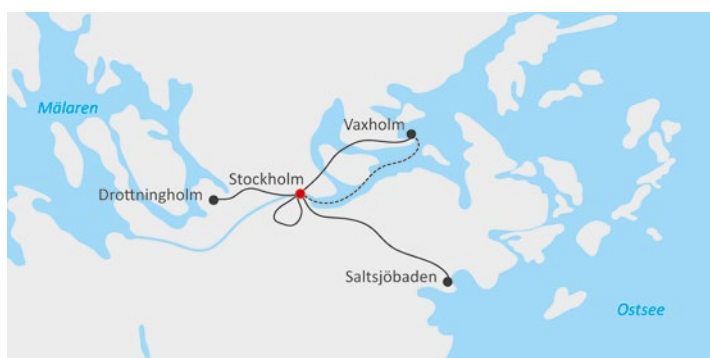 Mälaren
Vaxholm
Stockholm
Drottningholm
Saltsjöbaden
Ostsee